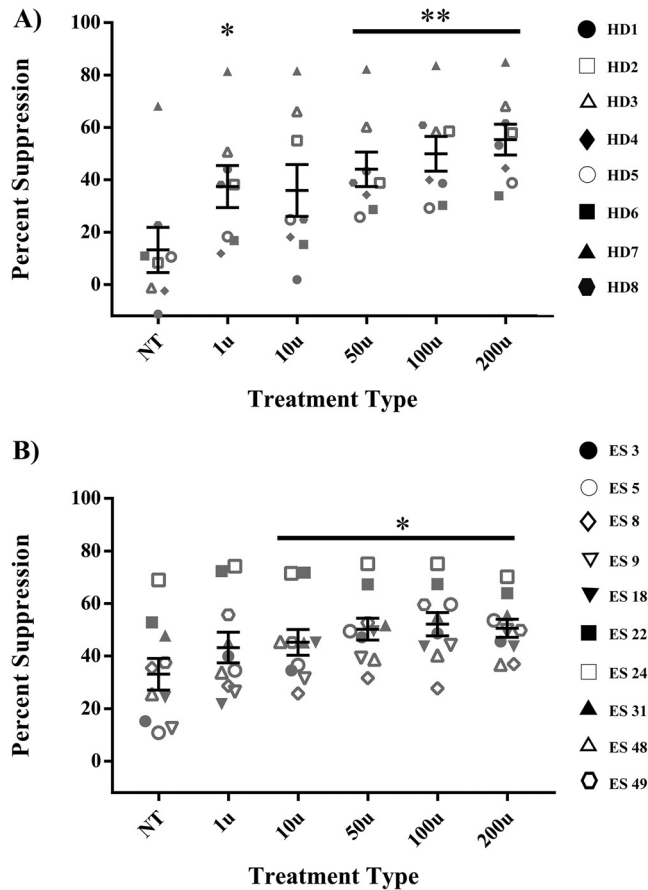 A)
Percent Suppression
100
80
60
40
20
0
*
**
NT
1u
10u
50u
100u
200u
Treatment Type
HD1
HD2
HD3
HD4
HD5
HD6
HD7
HD8
B)
Percent Suppression
100
80
60
40
20
0
*
NT
1u
10u
50u
100u
200u
Treatment Type
ES 3
ES 5
ES 8
ES 9
ES 18
ES 22
ES 24
ES 31
ES 48
ES 49